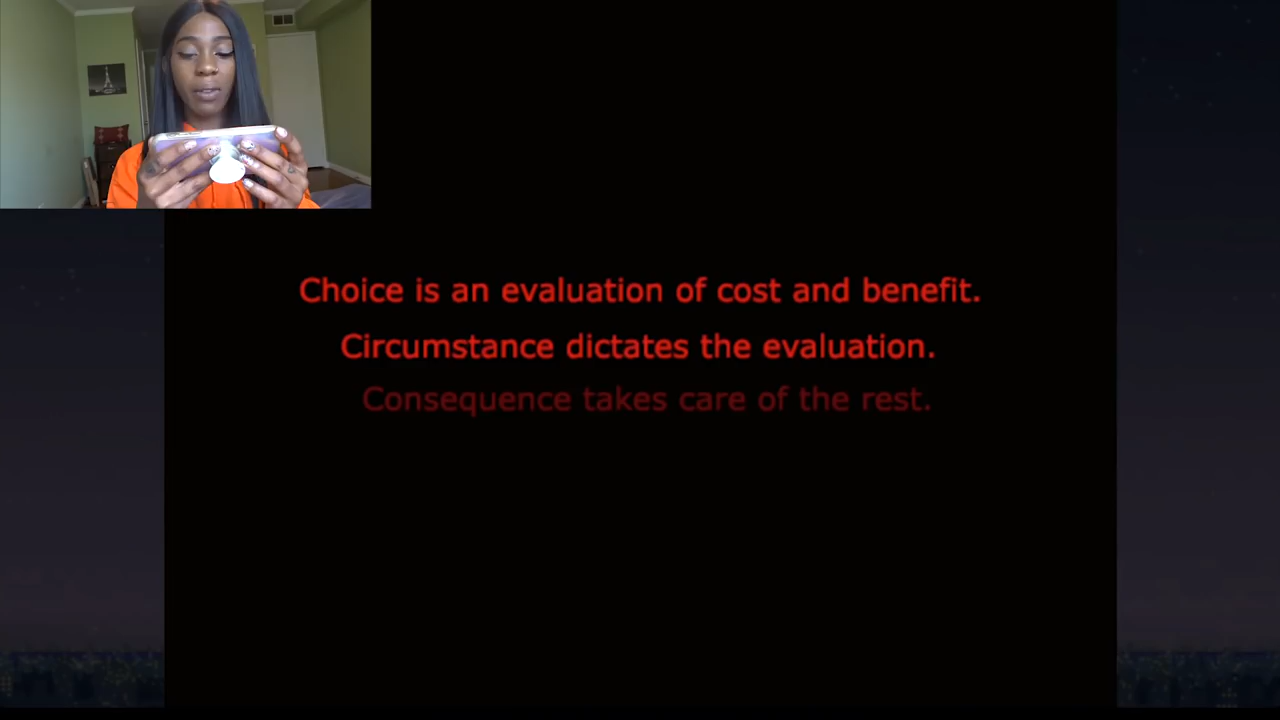 Choice is an evaluation of cost and benefit.
Circumstance dictates the evaluation.
Consequence takes care of the rest.